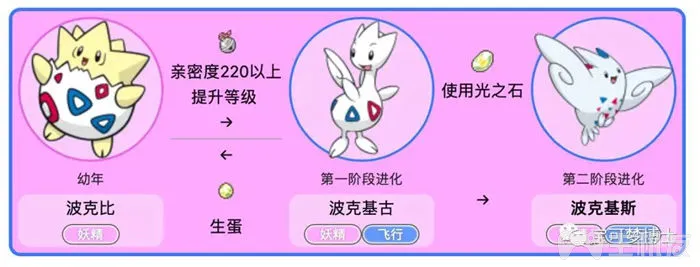 亲密度220以上
提升等级
→
←
生蛋
使用光之石
→
幼年
第一阶段进化
第二阶段进化
波克比
波克基古
波克基斯
妖精
妖精
飞行